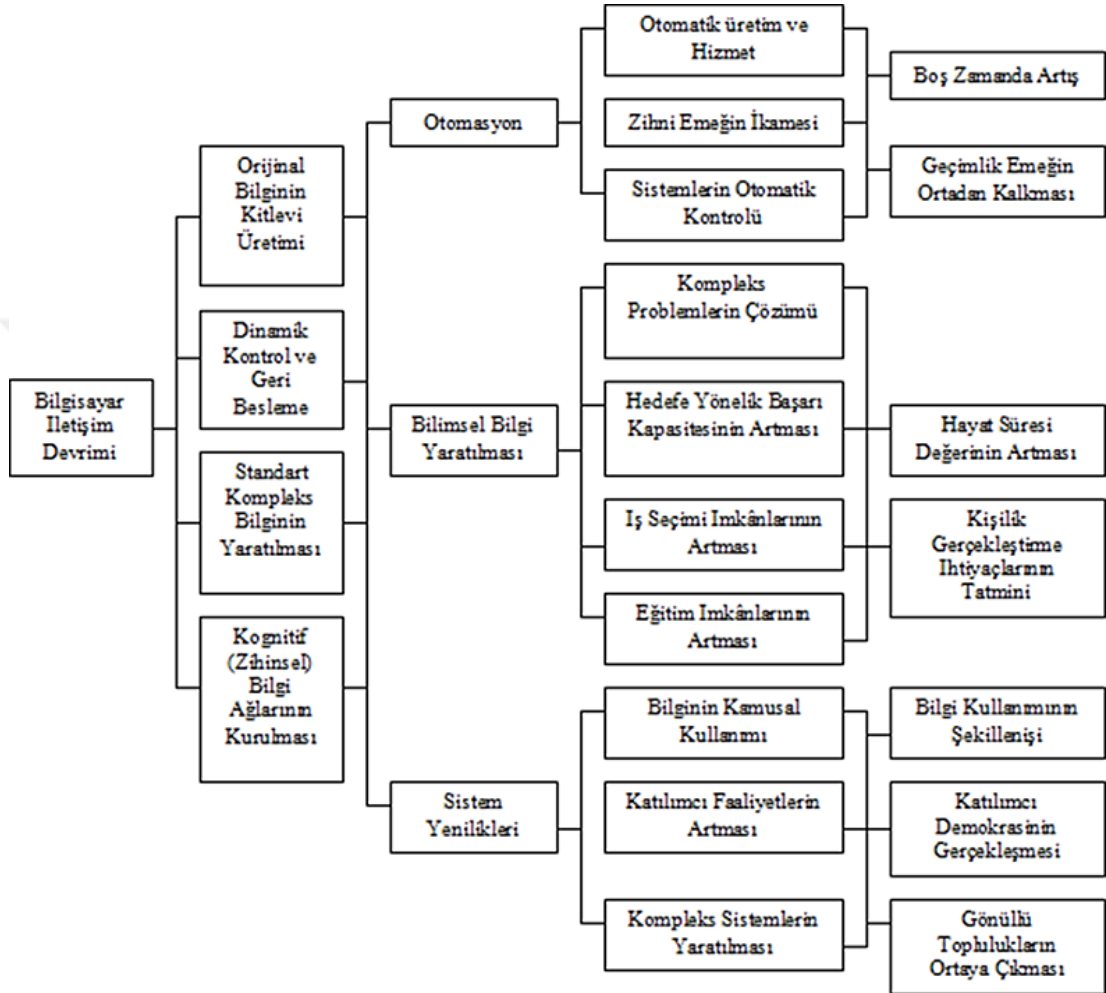 Bilgisayar
İletişim
Devrimi
Orijinal
Bilginin
Kitlevi
Üretimi
Dinamik
Kontrol ve
Geri
Besleme
Standart
Kompleks
Bilginin
Yaratılması
Kognitif
(Zihinsel)
Bilgi
Ağlarının
Kurulması
Otomasyon
Bilimsel Bilgi
Yaratılması
Sistem
Yenilikleri
Otomatik üretim ve
Hizmet
Zihni Emeğin İkamesi
Sistemlerin Otomatik
Kontrolü
Kompleks
Problemlerin Çözümü
Hedefe Yönelik Başarı
Kapasitesinin Artması
Iş Seçimi Imkânlarının
Artması
Eğitim Imkânlarının
Artması
Bilginin Kamusal
Kullanımı
Katılımcı Faaliyetlerin
Artması
Kompleks Sistemlerin
Yaratılması
Boş Zamanda Artış
Geçimlik Emeğin
Ortadan Kalkması
Hayat Süresi
Değerinin Artması
Kişilik
Gerçekleştirme
Ihtiyaçlarının
Tatmini
Bilgi Kullanımının
Şekillenişi
Katılımcı
Demokrasinin
Gerçekleşmesi
Gönüllü
Toplulukların
Ortaya Çıkması